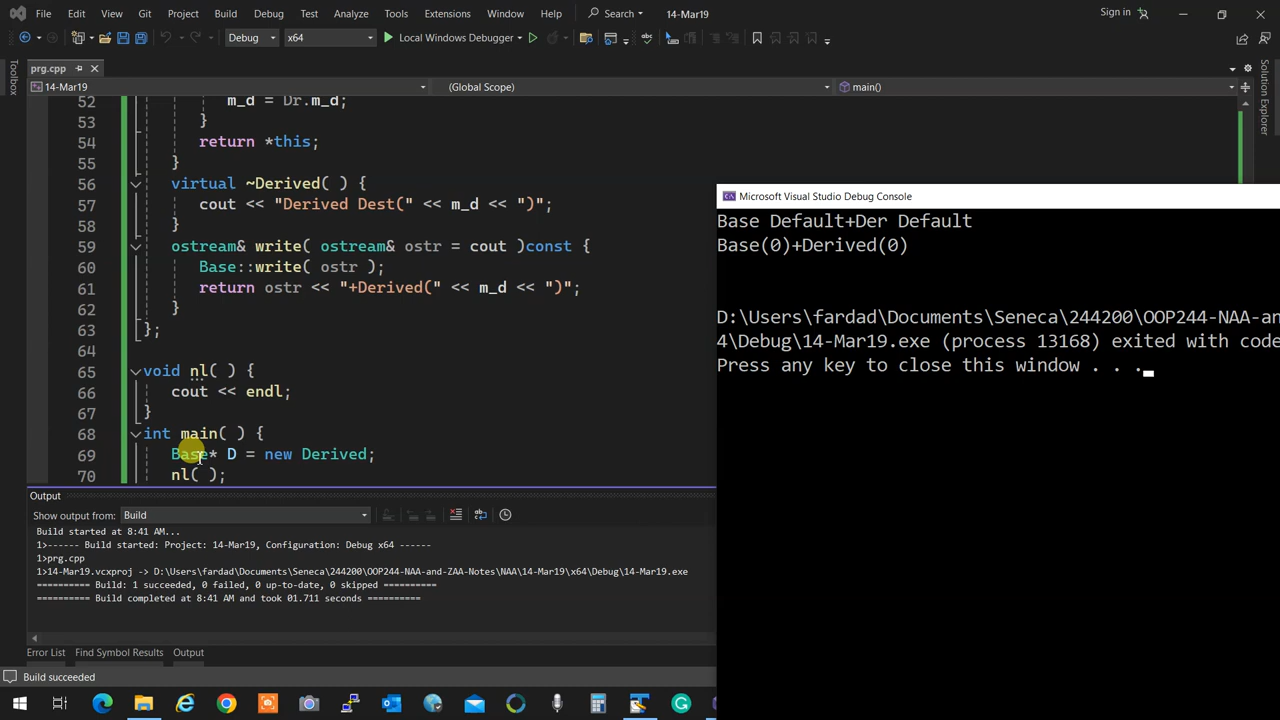 File Edit View Git Project Build Debug Test Analyze Tools Extensions Window Help Search 14-Mar19 Sign in
Debug x64 Local Windows Debugger
prg.cpp
14-Mar19 (Global Scope) main()
Toolbox
Solution Explorer
52 m_d = Dr.m_d;
53 }
54 return *this;
55 }
56 virtual ~Derived( ) {
57 cout << "Derived Dest(" << m_d << ")";
58 }
59 ostream& write( ostream& ostr = cout )const {
60 Base::write( ostr );
61 return ostr << "+Derived(" << m_d << ")";
62 }
63 };
64
65 void nl( ) {
66 cout << endl;
67 }
68 int main( ) {
69 Base* D = new Derived;
70 nl( );
Microsoft Visual Studio Debug Console
Base Default+Der Default
Base(0)+Derived(0)
D:\Users\fardad\Documents\Seneca\244200\OOP244-NAA-an
4\Debug\14-Mar19.exe (process 13168) exited with code
Press any key to close this window . . .
Output
Show output from: Build
Build started at 8:41 AM...
1>------ Build started: Project: 14-Mar19, Configuration: Debug x64 ------
1>prg.cpp
1>14-Mar19.vcxproj -> D:\Users\fardad\Documents\Seneca\244200\OOP244-NAA-and-ZAA-Notes\NAA\14-Mar19\x64\Debug\14-Mar19.exe
========== Build: 1 succeeded, 0 failed, 0 up-to-date, 0 skipped ==========
========== Build completed at 8:41 AM and took 01.711 seconds ==========
Error List Find Symbol Results Output
Build succeeded